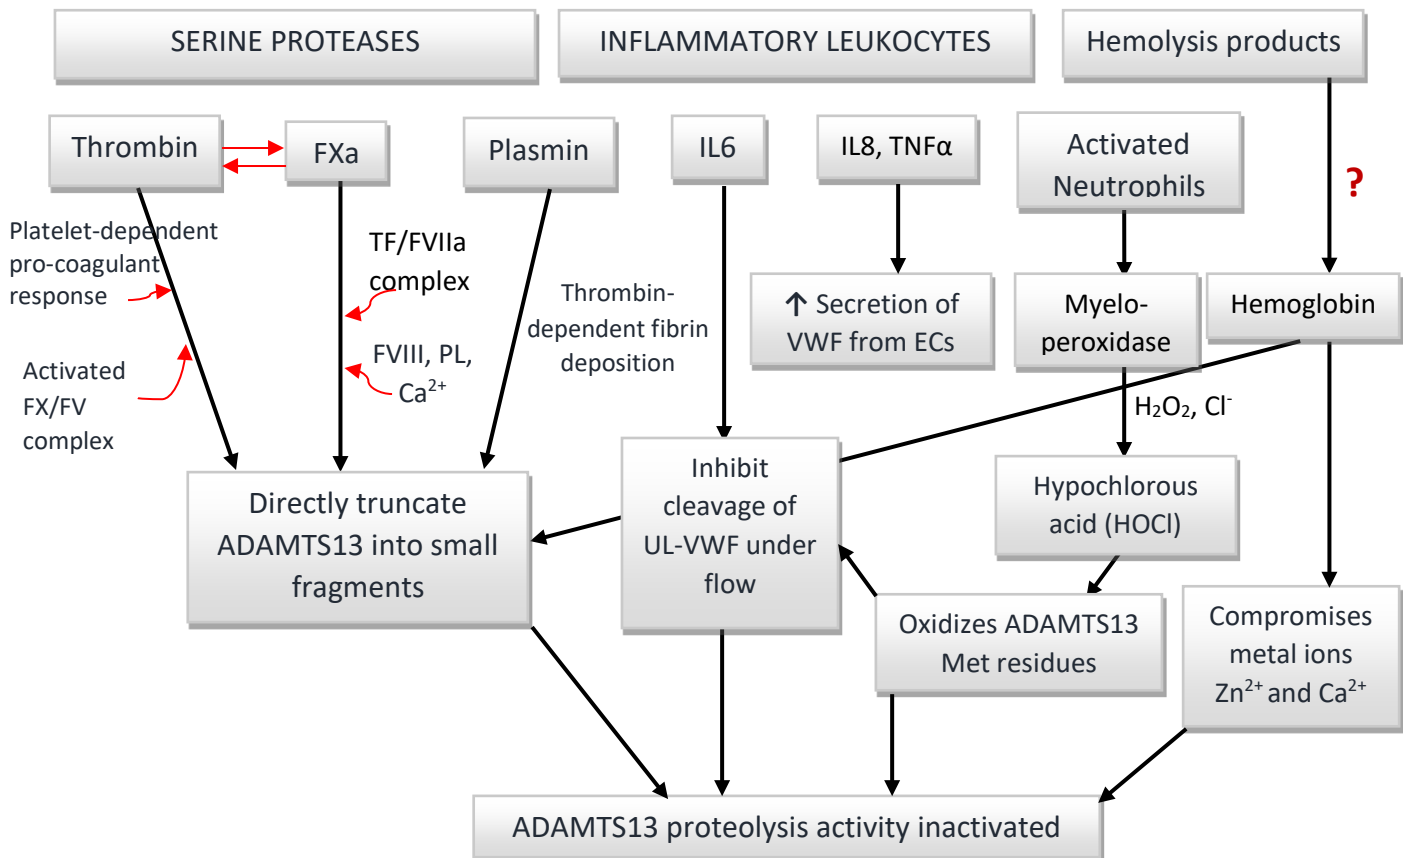 SERINE PROTEASES
INFLAMMATORY LEUKOCYTES
Hemolysis products
Thrombin
FXa
Plasmin
IL6
IL8, TNFα
Activated
Neutrophils
?
Platelet-dependent
pro-coagulant
response
TF/FVIIa
complex
Thrombin-
dependent fibrin
deposition
↑ Secretion of
VWF from ECs
Myelo-
peroxidase
Hemoglobin
Activated
FX/FV
complex
FVIII, PL,
Ca²⁺
H₂O₂, Cl⁻
Directly truncate
ADAMTS13 into small
fragments
Inhibit
cleavage of
UL-VWF under
flow
Hypochlorous
acid (HOCl)
Oxidizes ADAMTS13
Met residues
Compromises
metal ions
Zn²⁺ and Ca²⁺
ADAMTS13 proteolysis activity inactivated